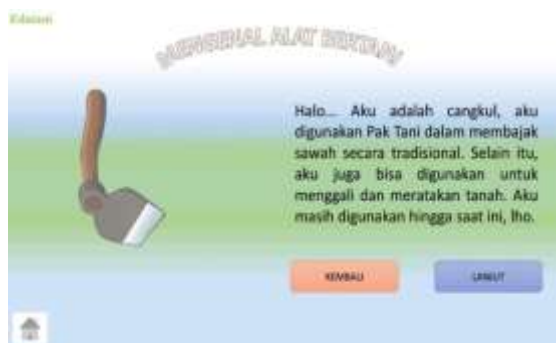 Edutani
MENGENAL ALAT BERTANI
Halo... Aku adalah cangkul, aku
digunakan Pak Tani dalam membajak
sawah secara tradisional. Selain itu,
aku juga bisa digunakan untuk
menggali dan meratakan tanah. Aku
masih digunakan hingga saat ini, lho.
KEMBALI
LANJUT